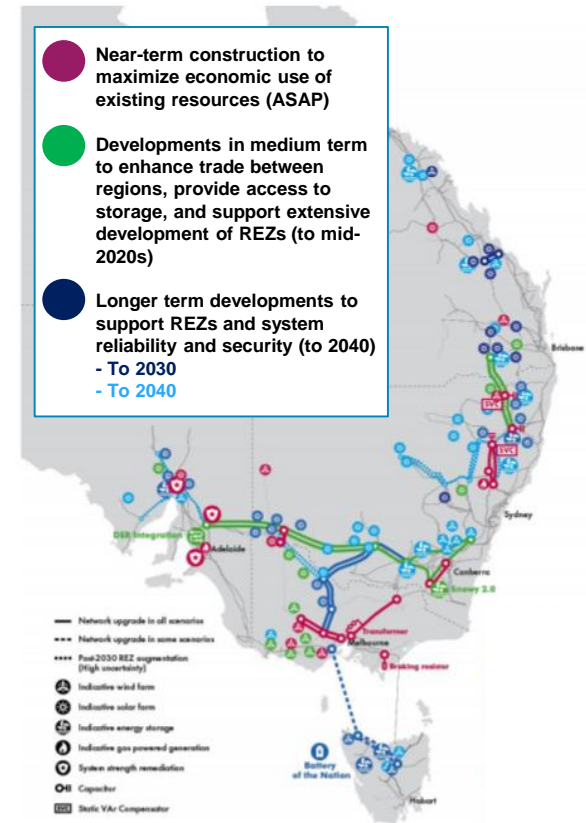 Near-term construction to
maximize economic use of
existing resources (ASAP)
Developments in medium term
to enhance trade between
regions, provide access to
storage, and support extensive
development of REZs (to mid-
2020s)
Longer term developments to
support REZs and system
reliability and security (to 2040)
- To 2030
- To 2040
Brisbane
SVC
SVC
Sydney
DER Integration
Adelaide
Canberra
Snowy 2.0
Transformer
Melbourne
Braking resistor
Battery
of the Nation
Hobart
Network upgrade in all scenarios
Network upgrade in some scenarios
Post-2030 REZ augmentation
(High uncertainty)
Indicative wind farm
Indicative solar farm
Indicative energy storage
Indicative gas powered generation
System strength remediation
Capacitor
SVC Static VAr Compensator